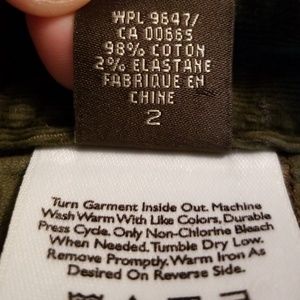 WPL 9647/
CA 00665
98% COTON
2% ELASTANE
FABRIQUE EN
CHINE
2
Turn Garment Inside Out. Machine
Wash Warm With Like Colors, Durable
Press Cycle. Only Non-Chlorine Bleach
When Needed. Tumble Dry Low.
Remove Promptly. Warm Iron As
Desired On Reverse Side.